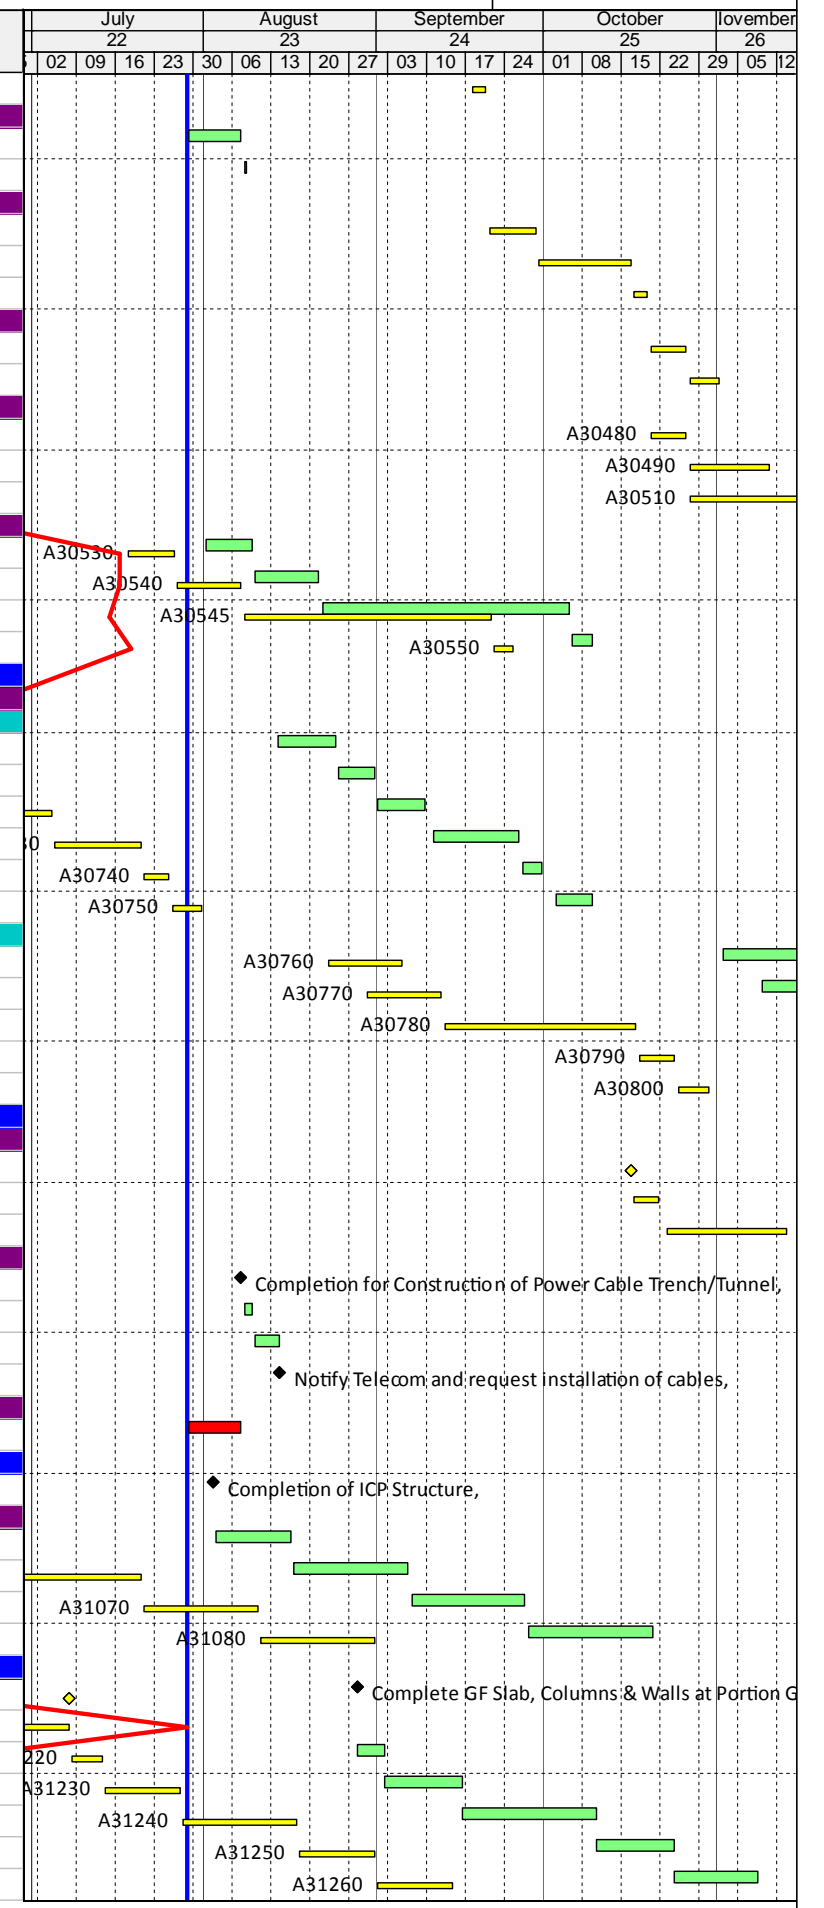 July August September October lovember
22 23 24 25 26
02 09 16 23 30 06 13 20 27 03 10 17 24 01 08 15 22 29 05 12
A30480
A30490
A30510
A30530
A30540
A30545
A30550
30
A30740
A30750
A30760
A30770
A30780
A30790
A30800
Completion for Construction of Power Cable Trench/Tunnel,
Notify Telecom and request installation of cables,
Completion of ICP Structure,
A31070
A31080
Complete GF Slab, Columns & Walls at Portion G
220
A31230
A31240
A31250
A31260